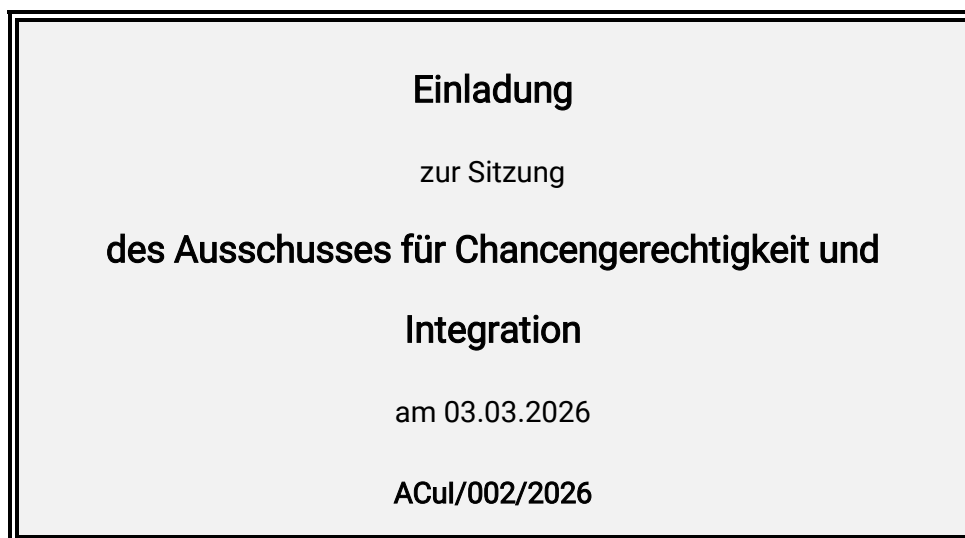 Einladung
zur Sitzung
des Ausschusses für Chancengerechtigkeit und
Integration
am 03.03.2026
ACuI/002/2026